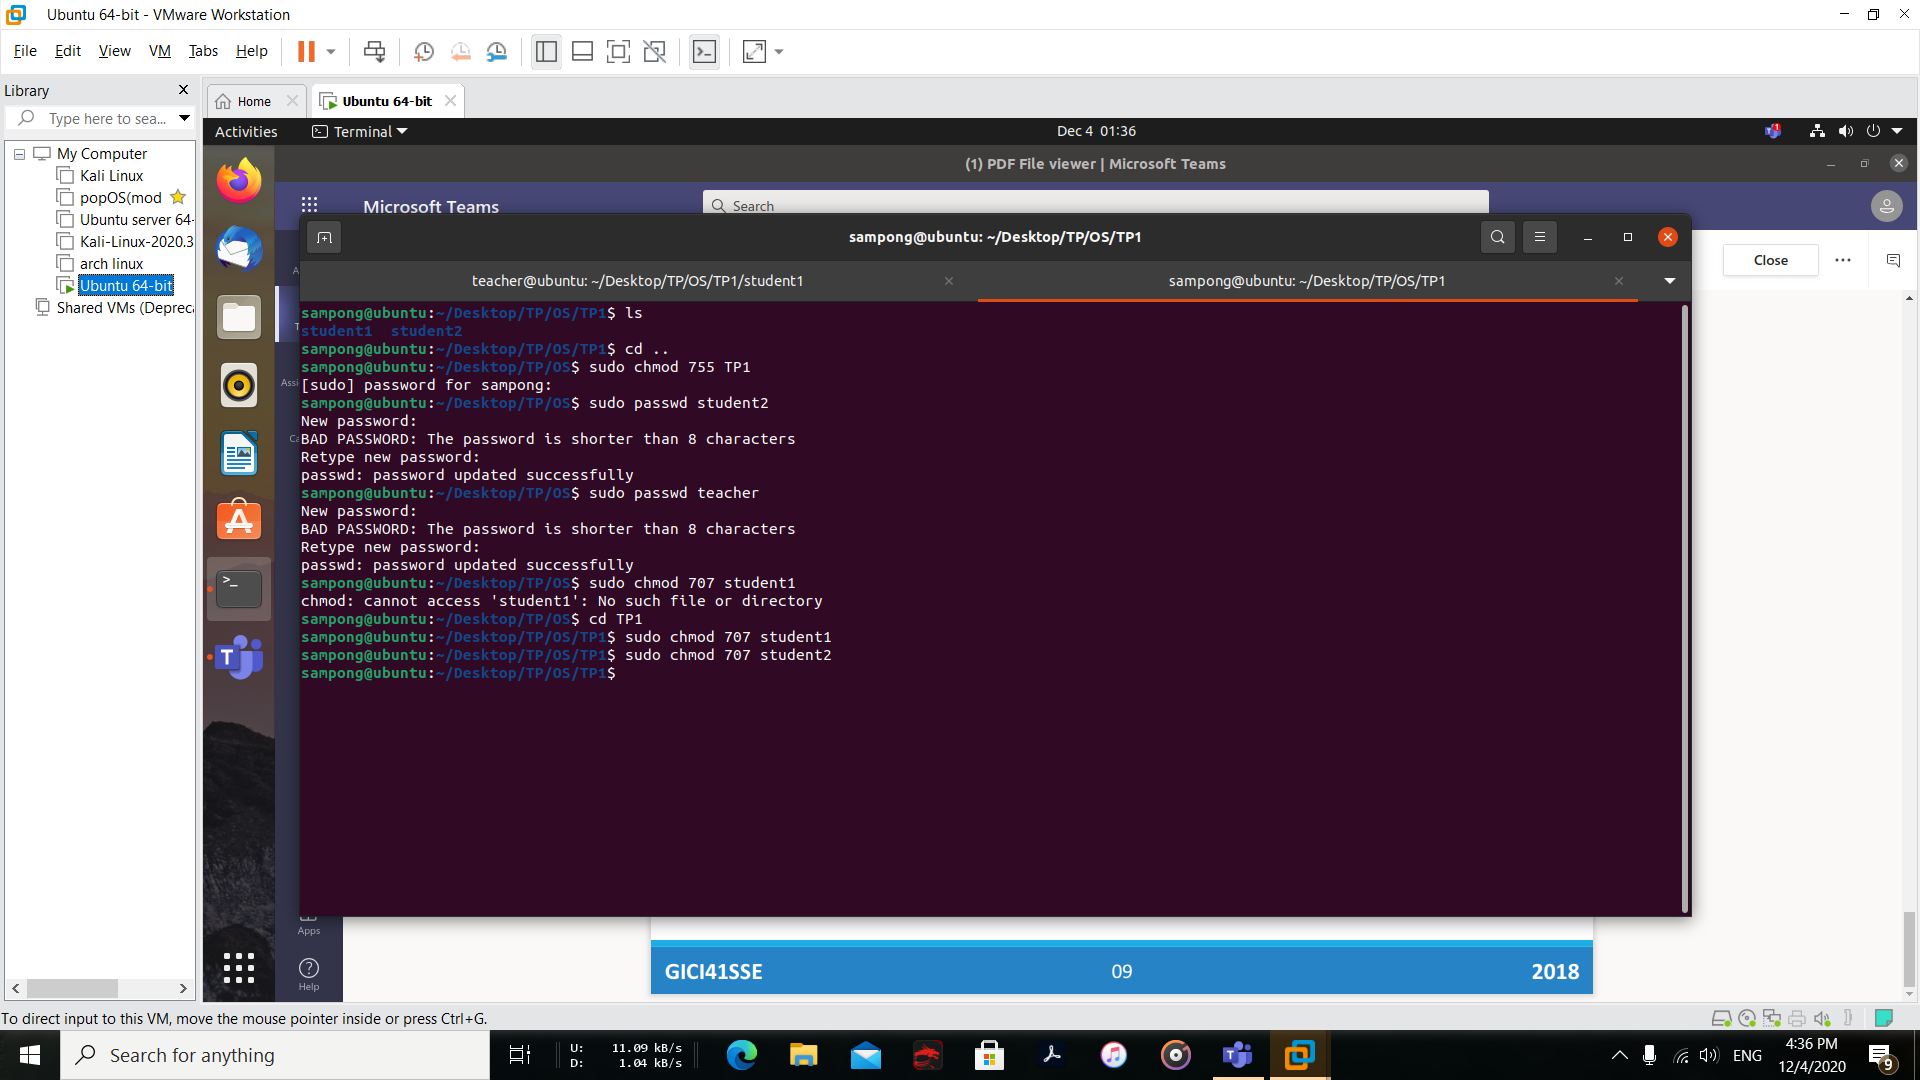 Ubuntu 64-bit - VMware Workstation
File Edit View VM Tabs Help
Library
Type here to sea...
My Computer
Kali Linux
popOS(mod
Ubuntu server 64-
Kali-Linux-2020.3
arch linux
Ubuntu 64-bit
Shared VMs (Depreca
Home
Ubuntu 64-bit
Activities
Terminal
Dec 4 01:36
(1) PDF File viewer | Microsoft Teams
Microsoft Teams
Search
Close
sampong@ubuntu: ~/Desktop/TP/OS/TP1
teacher@ubuntu: ~/Desktop/TP/OS/TP1/student1
sampong@ubuntu: ~/Desktop/TP/OS/TP1
sampong@ubuntu:~/Desktop/TP/OS/TP1$ ls
student1  student2
sampong@ubuntu:~/Desktop/TP/OS/TP1$ cd ..
sampong@ubuntu:~/Desktop/TP/OS$ sudo chmod 755 TP1
[sudo] password for sampong:
sampong@ubuntu:~/Desktop/TP/OS$ sudo passwd student2
New password:
BAD PASSWORD: The password is shorter than 8 characters
Retype new password:
passwd: password updated successfully
sampong@ubuntu:~/Desktop/TP/OS$ sudo passwd teacher
New password:
BAD PASSWORD: The password is shorter than 8 characters
Retype new password:
passwd: password updated successfully
sampong@ubuntu:~/Desktop/TP/OS$ sudo chmod 707 student1
chmod: cannot access 'student1': No such file or directory
sampong@ubuntu:~/Desktop/TP/OS$ cd TP1
sampong@ubuntu:~/Desktop/TP/OS/TP1$ sudo chmod 707 student1
sampong@ubuntu:~/Desktop/TP/OS/TP1$ sudo chmod 707 student2
sampong@ubuntu:~/Desktop/TP/OS/TP1$
Apps
Help
GICI41SSE 09 2018
To direct input to this VM, move the mouse pointer inside or press Ctrl+G.
Search for anything
U: 11.09 kB/s
D: 1.04 kB/s
ENG
4:36 PM
12/4/2020
9